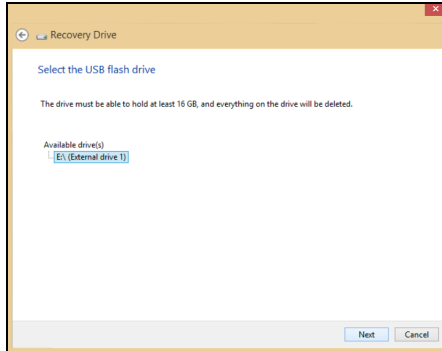 Recovery Drive
Select the USB flash drive
The drive must be able to hold at least 16 GB, and everything on the drive will be deleted.
Available drive(s)
E:\ (External drive 1)
Next Cancel